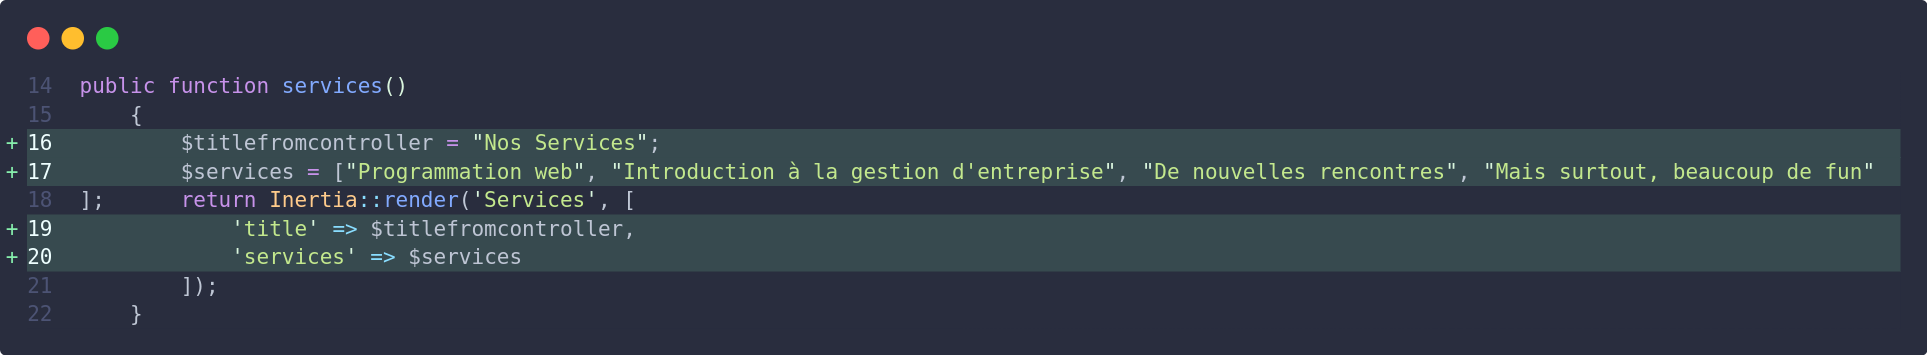 14 public function services()
15 {
+ 16 $titlefromcontroller = "Nos Services";
+ 17 $services = ["Programmation web", "Introduction à la gestion d'entreprise", "De nouvelles rencontres", "Mais surtout, beaucoup de fun"
18 ]; return Inertia::render('Services', [
+ 19 'title' => $titlefromcontroller,
+ 20 'services' => $services
21 ]);
22 }